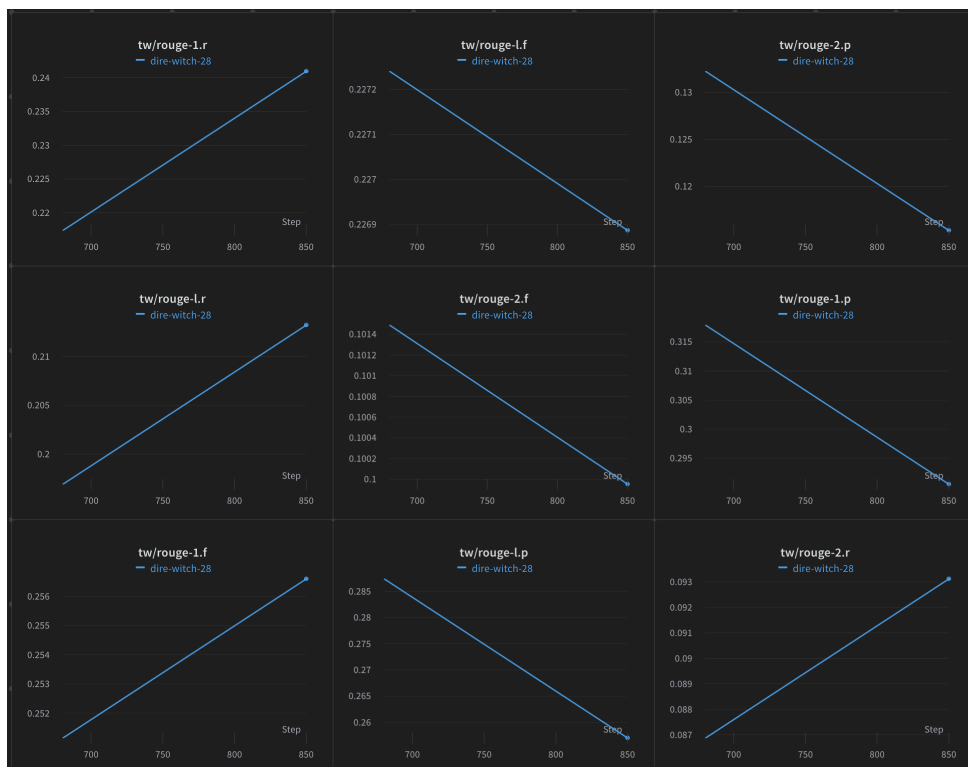 tw/rouge-1.r
dire-witch-28
0.24
0.235
0.23
0.225
0.22
Step
700 750 800 850
tw/rouge-l.f
dire-witch-28
0.2272
0.2271
0.227
0.2269
Step
700 750 800 850
tw/rouge-2.p
dire-witch-28
0.13
0.125
0.12
Step
700 750 800 850
tw/rouge-l.r
dire-witch-28
0.21
0.205
0.2
Step
700 750 800 850
tw/rouge-2.f
dire-witch-28
0.1014
0.1012
0.101
0.1008
0.1006
0.1004
0.1002
0.1
Step
700 750 800 850
tw/rouge-1.p
dire-witch-28
0.315
0.31
0.305
0.3
0.295
Step
700 750 800 850
tw/rouge-1.f
dire-witch-28
0.256
0.255
0.254
0.253
0.252
Step
700 750 800 850
tw/rouge-l.p
dire-witch-28
0.285
0.28
0.275
0.27
0.265
0.26
Step
700 750 800 850
tw/rouge-2.r
dire-witch-28
0.093
0.092
0.091
0.09
0.089
0.088
0.087
Step
700 750 800 850